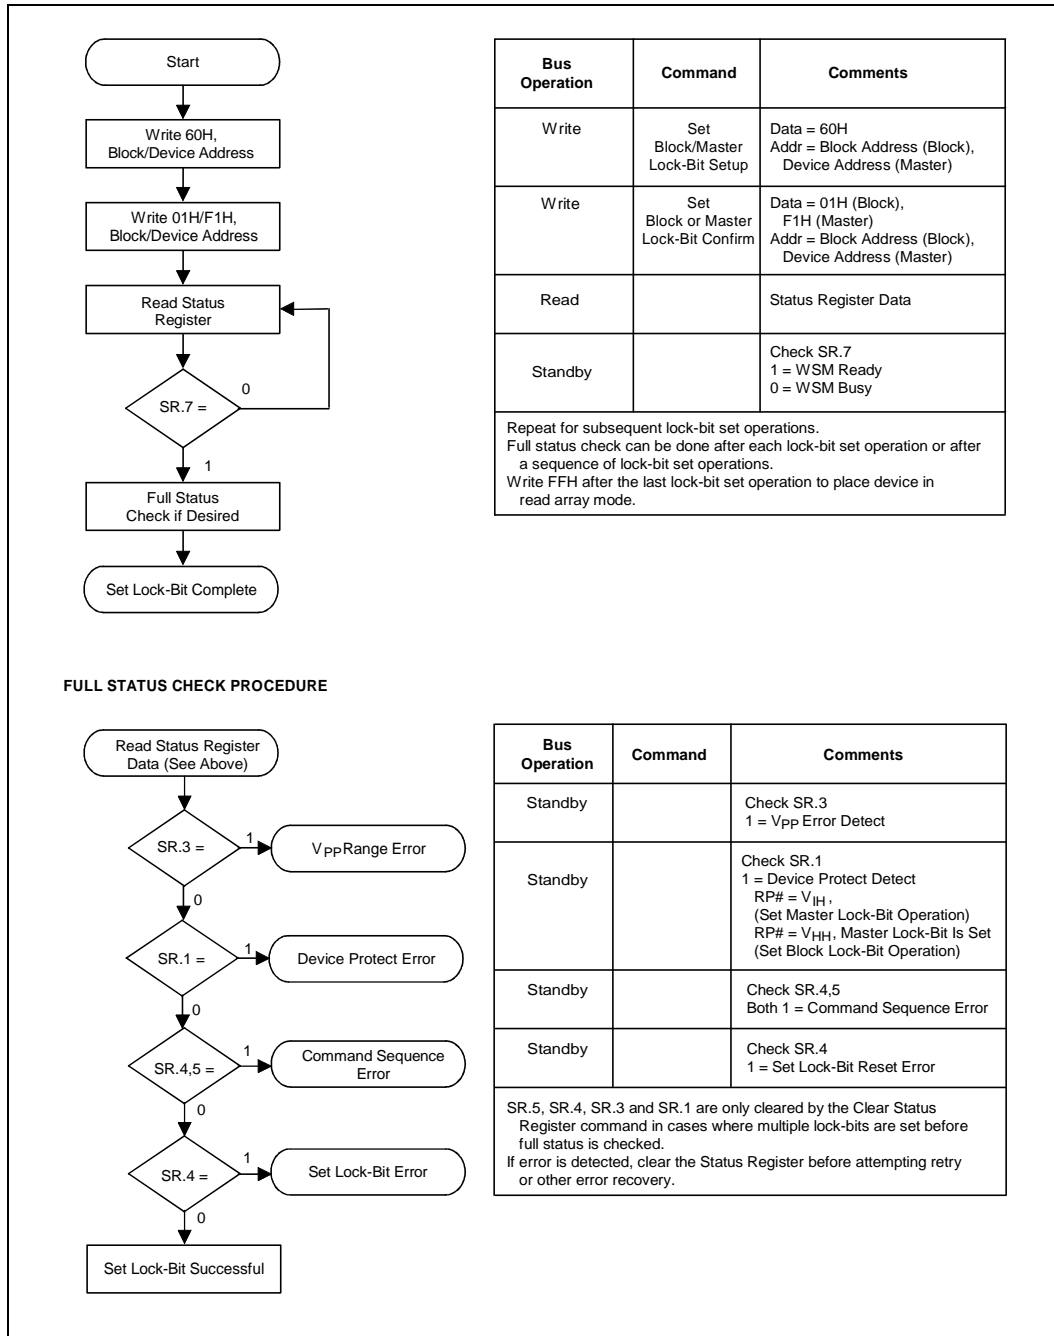 Start
Write 60H,
Block/Device Address
Write 01H/F1H,
Block/Device Address
Read Status
Register
SR.7 =
0
1
Full Status
Check if Desired
Set Lock-Bit Complete
Bus
Operation
Command
Comments
Write
Set
Block/Master
Lock-Bit Setup
Data = 60H
Addr = Block Address (Block),
Device Address (Master)
Write
Set
Block or Master
Lock-Bit Confirm
Data = 01H (Block),
F1H (Master)
Addr = Block Address (Block),
Device Address (Master)
Read
Status Register Data
Standby
Check SR.7
1 = WSM Ready
0 = WSM Busy
Repeat for subsequent lock-bit set operations.
Full status check can be done after each lock-bit set operation or after
a sequence of lock-bit set operations.
Write FFH after the last lock-bit set operation to place device in
read array mode.
FULL STATUS CHECK PROCEDURE
Read Status Register
Data (See Above)
SR.3 =
1
VPP Range Error
0
SR.1 =
1
Device Protect Error
0
SR.4,5 =
1
Command Sequence
Error
0
SR.4 =
1
Set Lock-Bit Error
0
Set Lock-Bit Successful
Bus
Operation
Command
Comments
Standby
Check SR.3
1 = VPP Error Detect
Standby
Check SR.1
1 = Device Protect Detect
RP# = VIH ,
(Set Master Lock-Bit Operation)
RP# = VHH, Master Lock-Bit Is Set
(Set Block Lock-Bit Operation)
Standby
Check SR.4,5
Both 1 = Command Sequence Error
Standby
Check SR.4
1 = Set Lock-Bit Reset Error
SR.5, SR.4, SR.3 and SR.1 are only cleared by the Clear Status
Register command in cases where multiple lock-bits are set before
full status is checked.
If error is detected, clear the Status Register before attempting retry
or other error recovery.